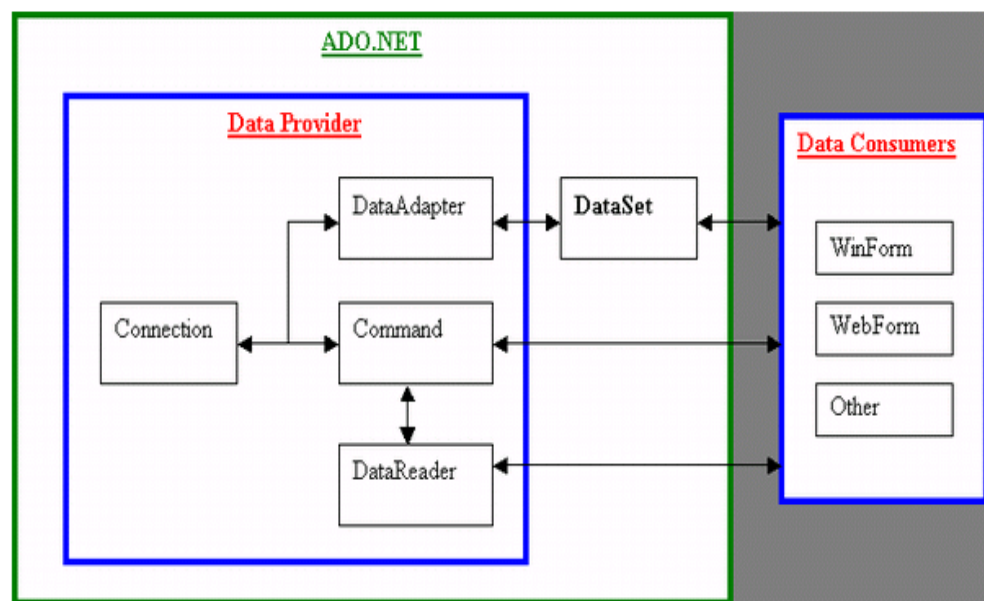 ADO.NET
Data Provider
Data Consumers
DataAdapter
DataSet
WinForm
Connection
Command
WebForm
Other
DataReader